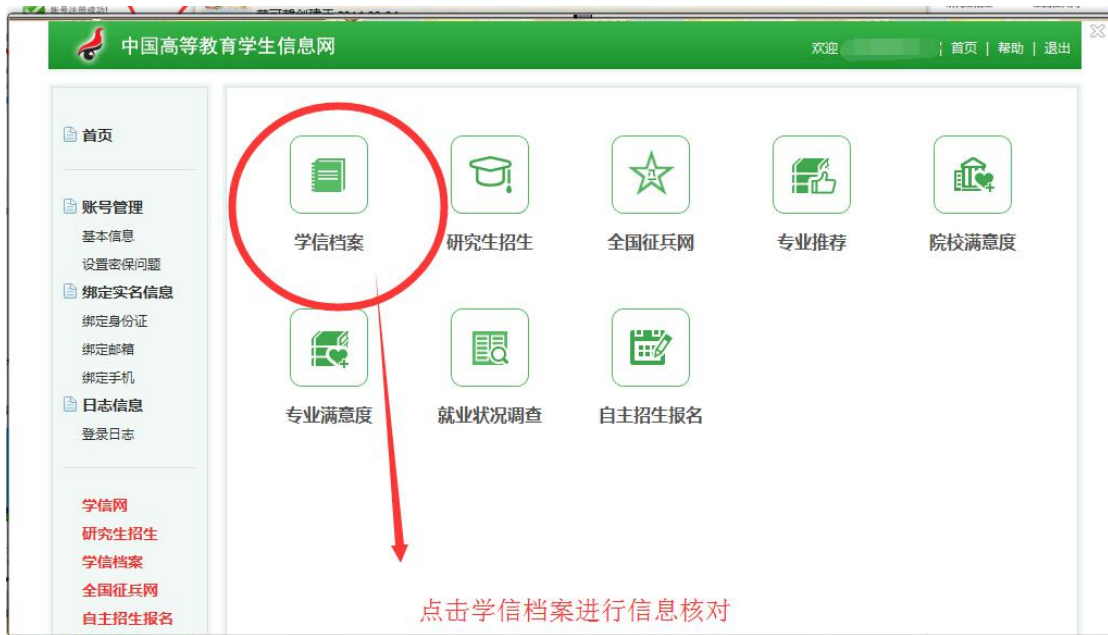 账号注册成功!
中国高等教育学生信息网
欢迎 | 首页 | 帮助 | 退出
首页
账号管理
基本信息
设置密保问题
绑定实名信息
绑定身份证
绑定邮箱
绑定手机
日志信息
登录日志
学信网
研究生招生
学信档案
全国征兵网
自主招生报名
学信档案
研究生招生
全国征兵网
专业推荐
院校满意度
专业满意度
就业状况调查
自主招生报名
点击学信档案进行信息核对